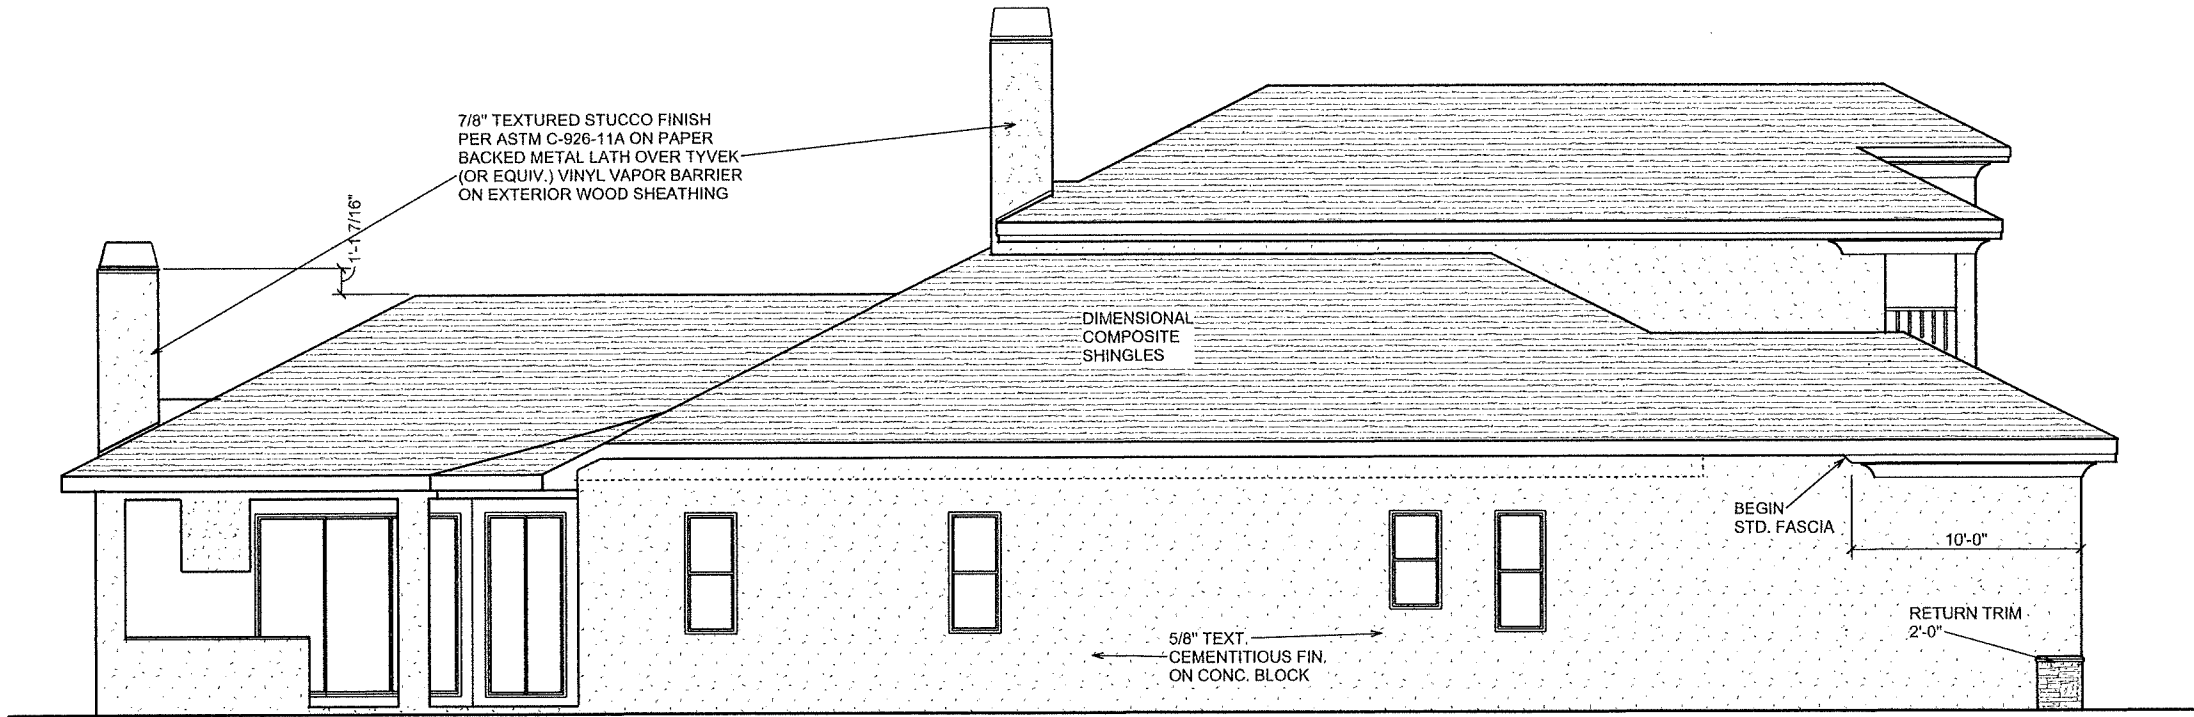 7/8" TEXTURED STUCCO FINISH
PER ASTM C-926-11A ON PAPER
BACKED METAL LATH OVER TYVEK
(OR EQUIV.) VINYL VAPOR BARRIER
ON EXTERIOR WOOD SHEATHING
1'-1 7/16"
DIMENSIONAL
COMPOSITE
SHINGLES
BEGIN
STD. FASCIA
10'-0"
RETURN TRIM
2'-0"
5/8" TEXT.
CEMENTITIOUS FIN.
ON CONC. BLOCK